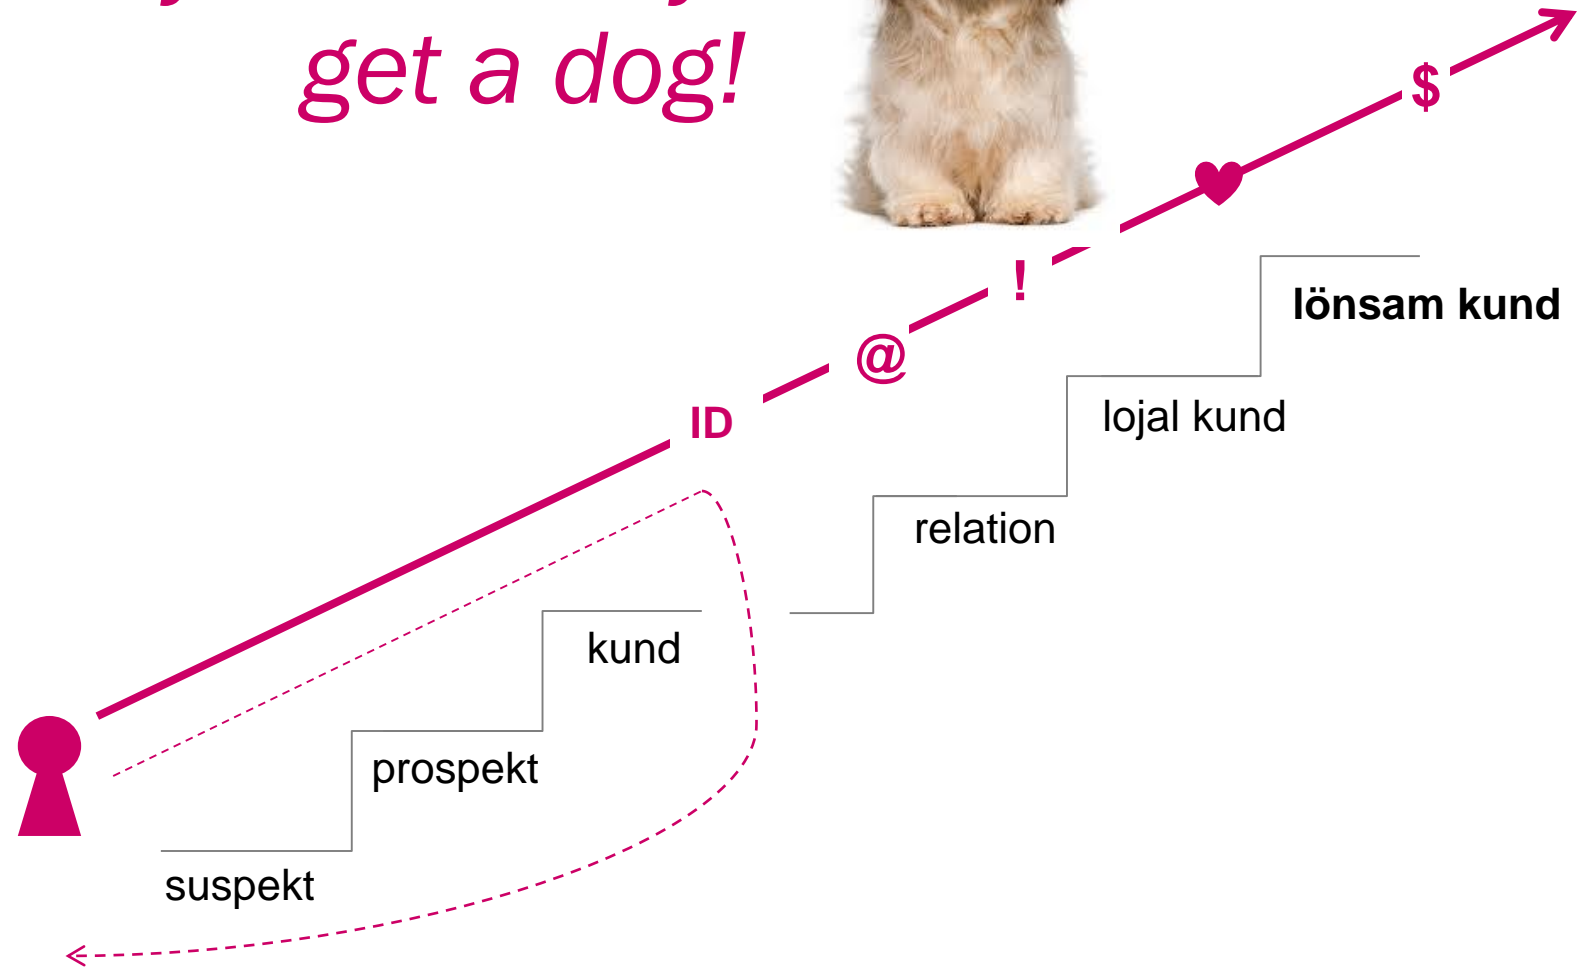 get a dog!
$
!
@
ID
lönsam kund
lojal kund
relation
kund
prospekt
suspekt